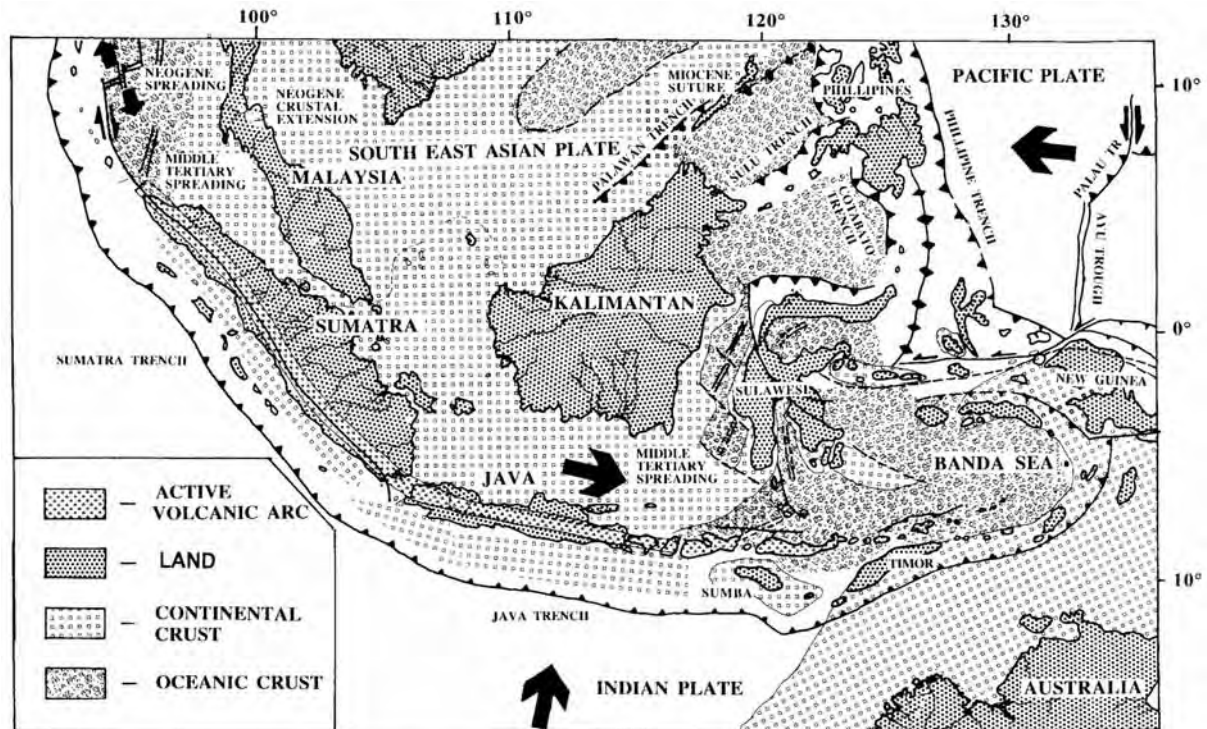 100°
110°
120°
130°
NEOGENE
SPREADING
NEOGENE
CRUSTAL
EXTENSION
MIOCENE
SUTURE
PHILLIPINES
PACIFIC PLATE
10°
SOUTH EAST ASIAN PLATE
PALAWAN TRENCH
SULU TRENCH
PHILLIPINE TRENCH
PALAU TR.
MIDDLE
TERTIARY
SPREADING
MALAYSIA
COTABATO
TRENCH
AYU TROUGH
KALIMANTAN
SUMATRA
0°
SUMATRA TRENCH
NEW GUINEA
SULAWESI
MIDDLE
TERTIARY
SPREADING
JAVA
BANDA SEA
TIMOR
SUMBA
10°
JAVA TRENCH
INDIAN PLATE
AUSTRALIA
– ACTIVE
VOLCANIC ARC
– LAND
– CONTINENTAL
CRUST
– OCEANIC CRUST